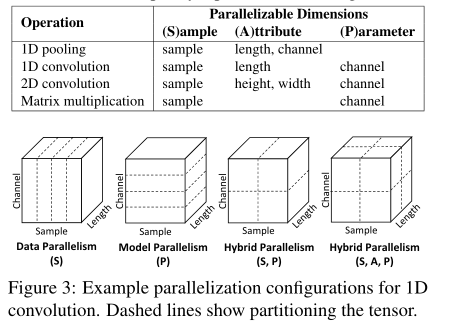 Operation
Parallelizable Dimensions
(S)ample (A)ttribute (P)arameter
1D pooling sample length, channel
1D convolution sample length channel
2D convolution sample height, width channel
Matrix multiplication sample channel
Channel Sample Length
Channel Sample Length
Channel Sample Length
Channel Sample Length
Data Parallelism
(S)
Model Parallelism
(P)
Hybrid Parallelism
(S, P)
Hybrid Parallelism
(S, A, P)
Figure 3: Example parallelization configurations for 1D
convolution. Dashed lines show partitioning the tensor.